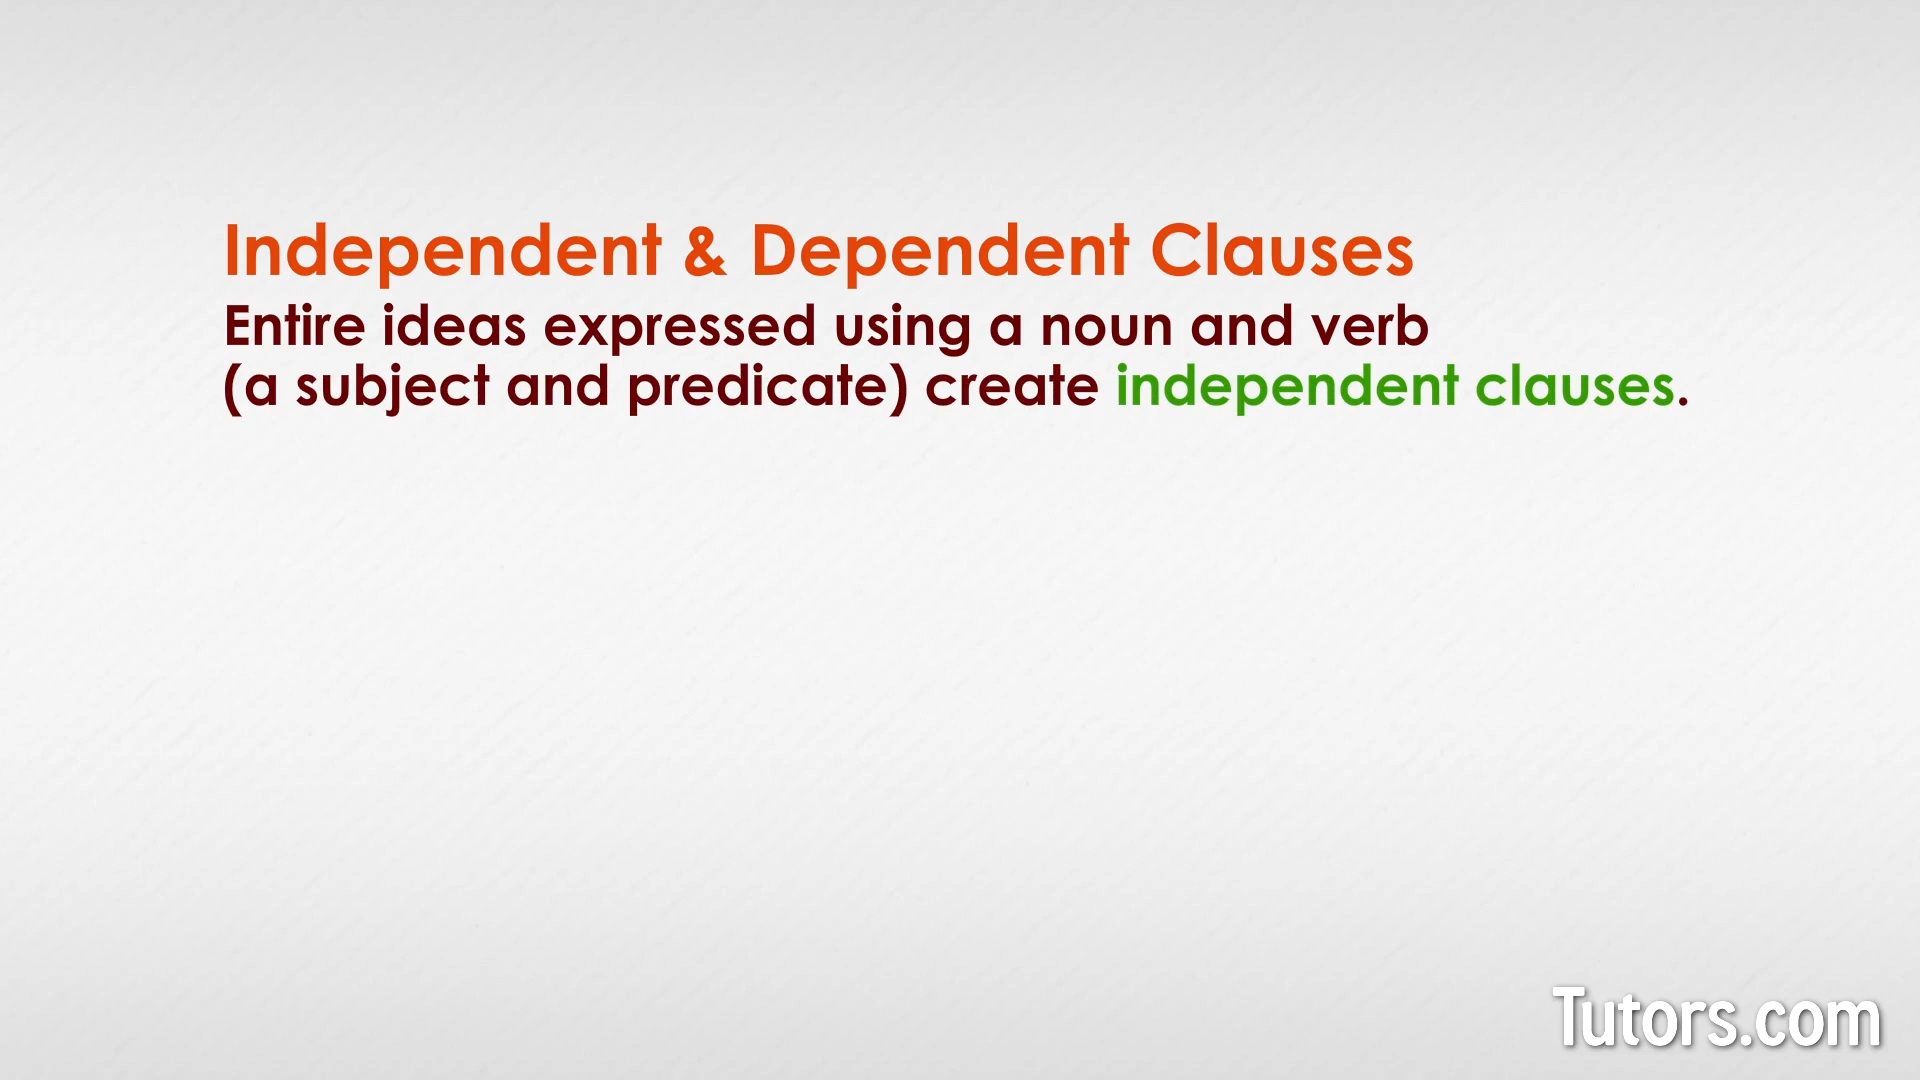 Independent & Dependent Clauses
Entire ideas expressed using a noun and verb
(a subject and predicate) create independent clauses.
Tutors.com